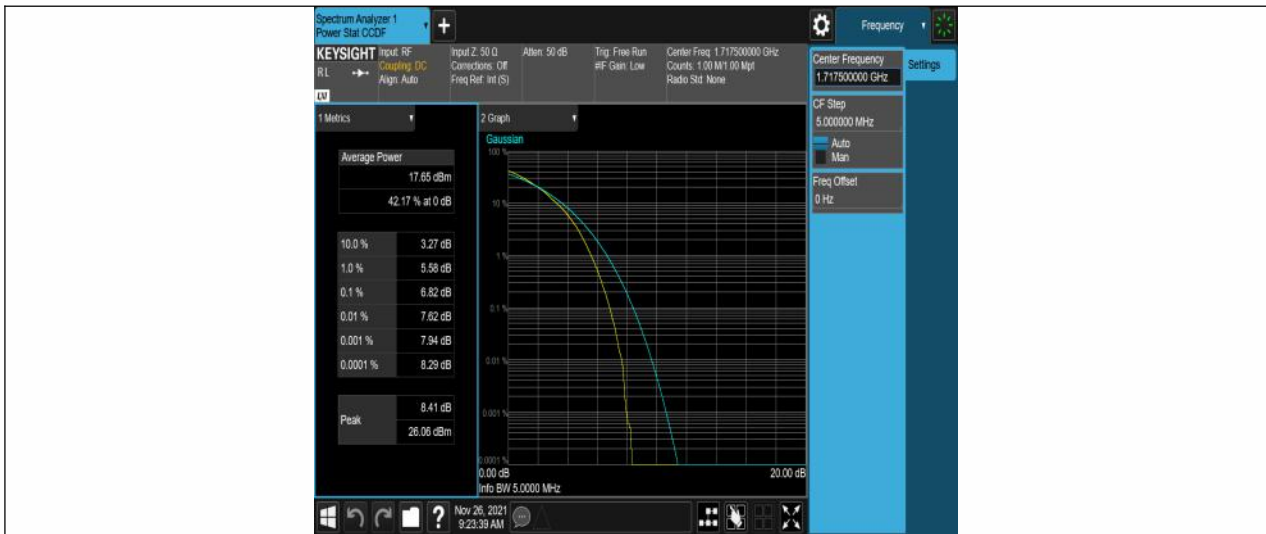 Spectrum Analyzer 1
Power Stat CCDF
+
Frequency
KEYSIGHT
Input: RF
Coupling: DC
Align: Auto
RL
LXI
Input Z: 50 Ω
Corrections: Off
Freq Ref: Int (S)
Atten: 50 dB
Trig: Free Run
#IF Gain: Low
Center Freq: 1.717500000 GHz
Counts: 1.00 M/1.00 Mpt
Radio Std: None
Center Frequency
1.717500000 GHz
Settings
CF Step
5.000000 MHz
Auto
Man
Freq Offset
0 Hz
1 Metrics
Average Power
17.65 dBm
42.17 % at 0 dB
10.0 % 3.27 dB
1.0 % 5.58 dB
0.1 % 6.82 dB
0.01 % 7.62 dB
0.001 % 7.94 dB
0.0001 % 8.29 dB
Peak
8.41 dB
26.06 dBm
2 Graph
Gaussian
100 %
10 %
1 %
0.1 %
0.01 %
0.001 %
0.0001 %
0.00 dB
20.00 dB
Info BW 5.0000 MHz
?
Nov 26, 2021
9:23:39 AM